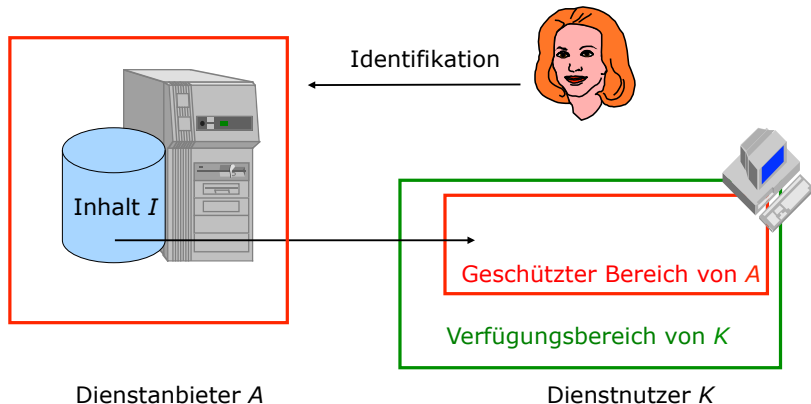 Identifikation
Inhalt I
Geschützter Bereich von A
Verfügungsbereich von K
Dienstanbieter A
Dienstnutzer K